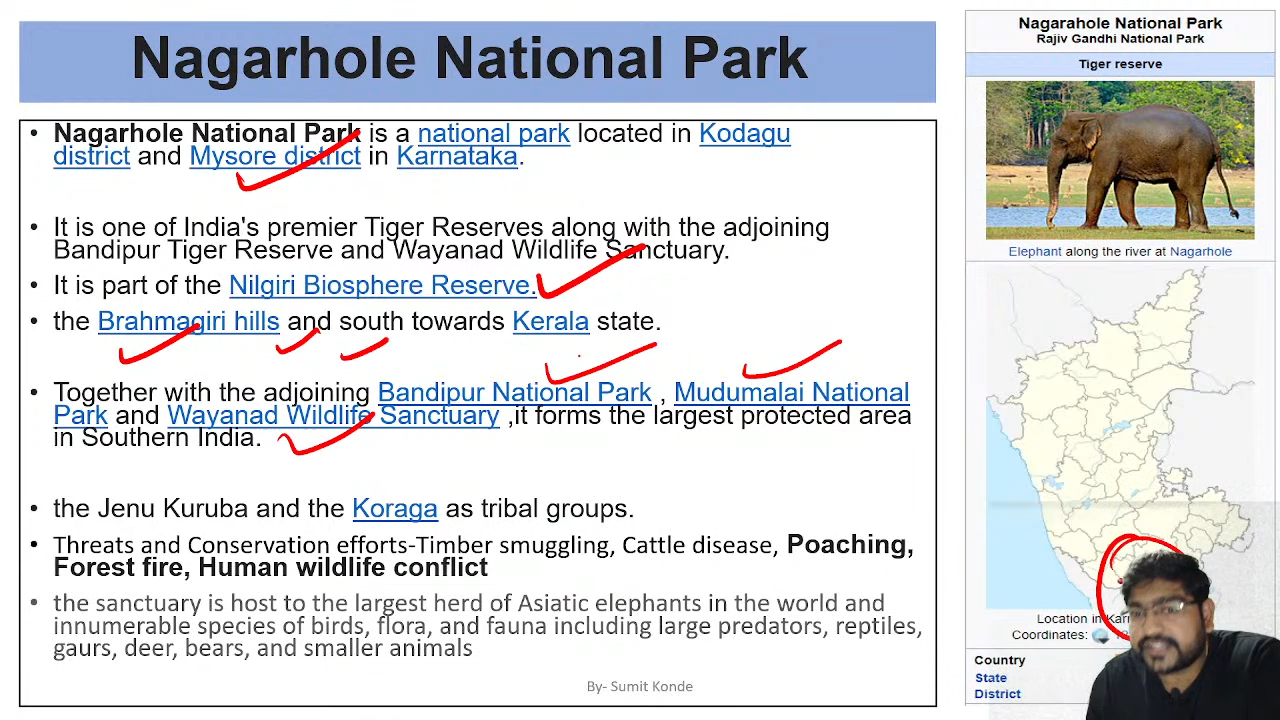 Nagarhole National Park
• Nagarhole National Park is a national park located in Kodagu
district and Mysore district in Karnataka.
• It is one of India's premier Tiger Reserves along with the adjoining
Bandipur Tiger Reserve and Wayanad Wildlife Sanctuary.
• It is part of the Nilgiri Biosphere Reserve.
• the Brahmagiri hills and south towards Kerala state.
• Together with the adjoining Bandipur National Park , Mudumalai National
Park and Wayanad Wildlife Sanctuary ,it forms the largest protected area
in Southern India.
• the Jenu Kuruba and the Koraga as tribal groups.
• Threats and Conservation efforts-Timber smuggling, Cattle disease, Poaching,
Forest fire, Human wildlife conflict
• the sanctuary is host to the largest herd of Asiatic elephants in the world and
innumerable species of birds, flora, and fauna including large predators, reptiles,
gaurs, deer, bears, and smaller animals
By- Sumit Konde
Nagarahole National Park
Rajiv Gandhi National Park
Tiger reserve
Elephant along the river at Nagarhole
Location in
Coordinates:
Country
State
District